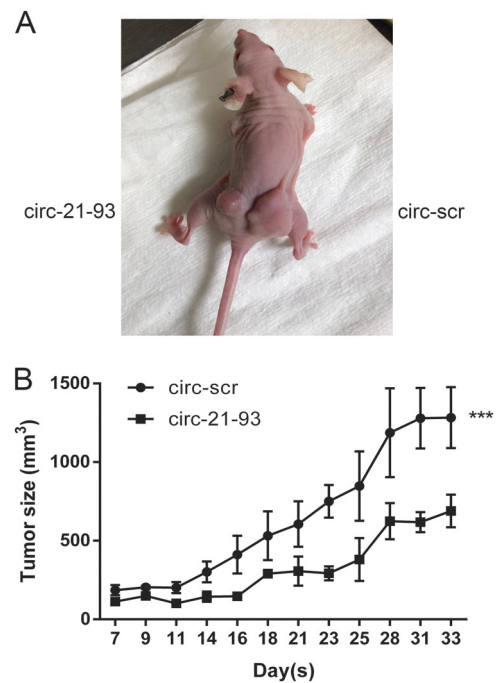 A
circ-21-93
circ-scr
B
circ-scr
circ-21-93
***
Tumor size (mm³)
1500
1000
500
0
7 9 11 14 16 18 21 23 25 28 31 33
Day(s)